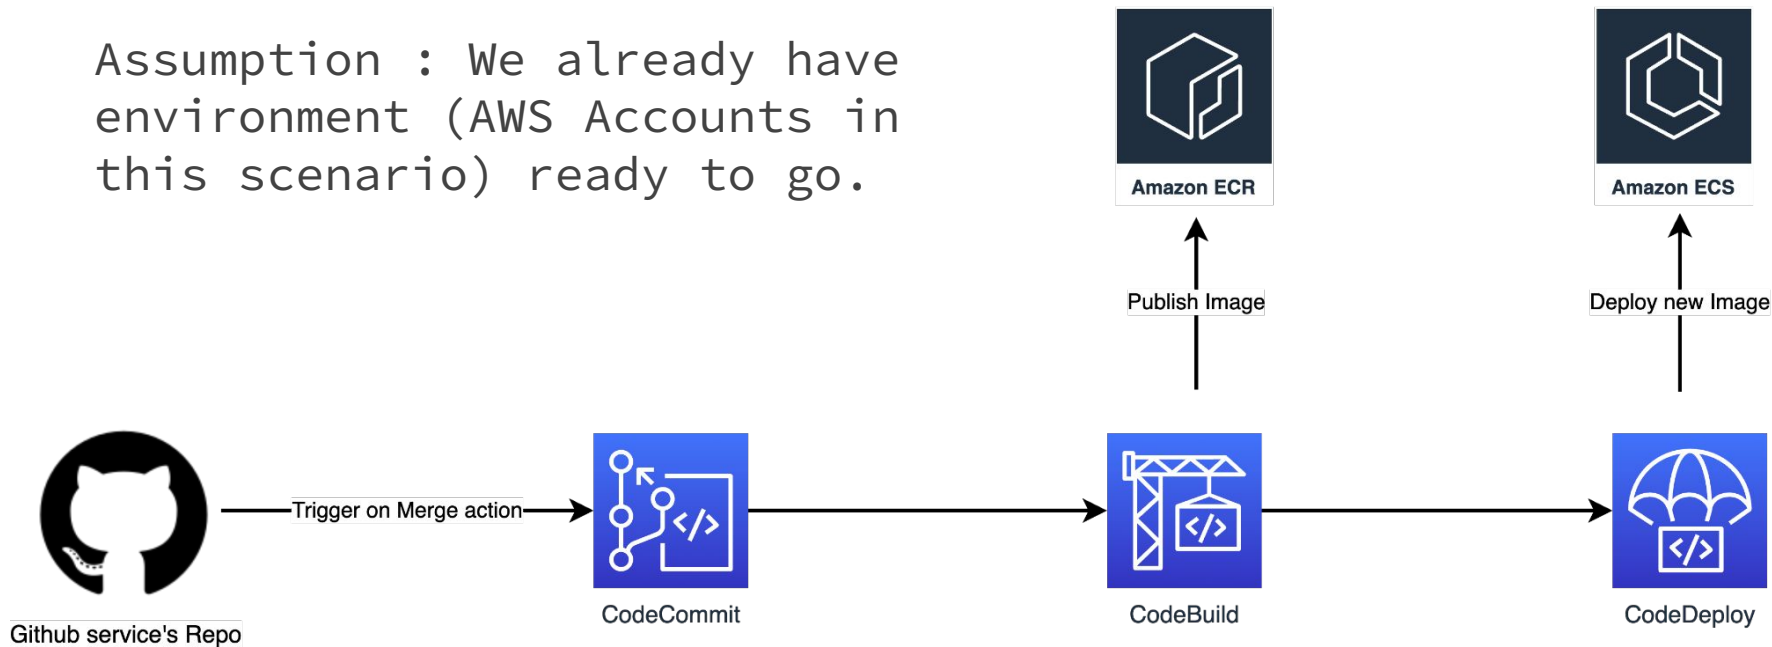 Assumption : We already have
environment (AWS Accounts in
this scenario) ready to go.
Amazon ECR
Amazon ECS
Publish Image
Deploy new Image
Trigger on Merge action
CodeCommit
CodeBuild
CodeDeploy
Github service's Repo